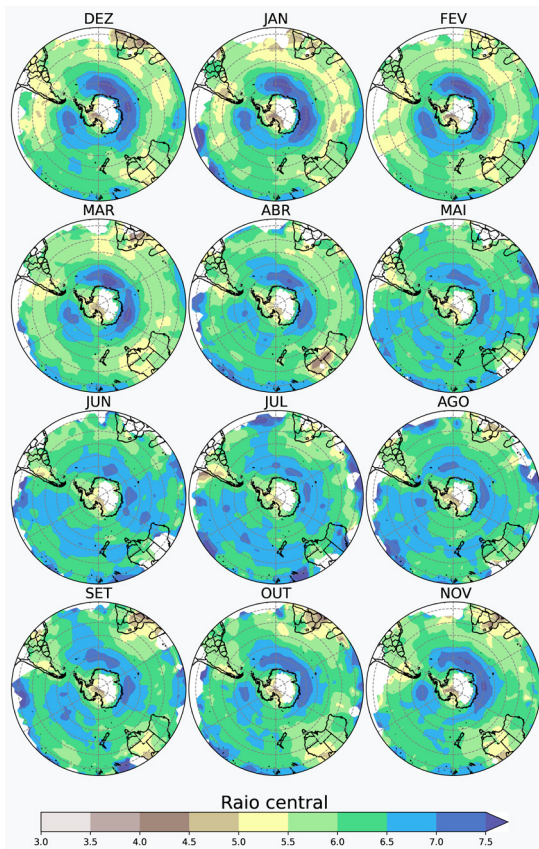 DEZ JAN FEV
MAR ABR MAI
JUN JUL AGO
SET OUT NOV
Raio central
3.0 3.5 4.0 4.5 5.0 5.5 6.0 6.5 7.0 7.5